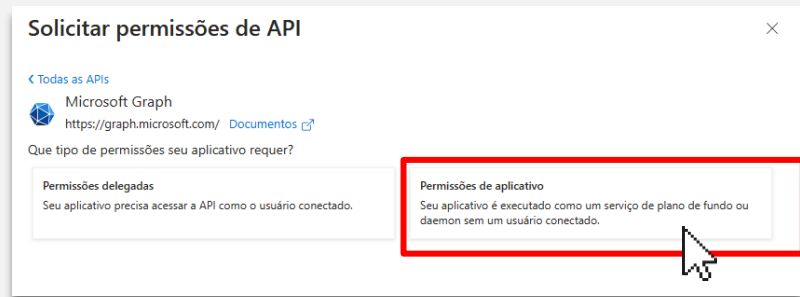 Solicitar permissões de API
Todas as APIs
Microsoft Graph
https://graph.microsoft.com/ Documentos
Que tipo de permissões seu aplicativo requer?
Permissões delegadas
Seu aplicativo precisa acessar a API como o usuário conectado.
Permissões de aplicativo
Seu aplicativo é executado como um serviço de plano de fundo ou
daemon sem um usuário conectado.